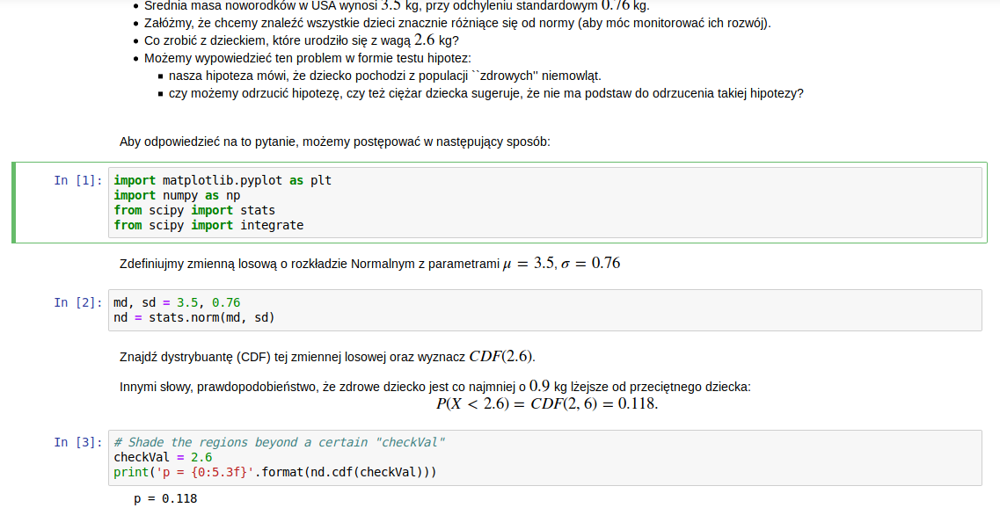 Średnia masa noworodków w USA wynosi 3.5 kg, przy odchyleniu standardowym 0.76 kg.
Załóżmy, że chcemy znaleźć wszystkie dzieci znacznie różniące się od normy (aby móc monitorować ich rozwój).
Co zrobić z dzieckiem, które urodziło się z wagą 2.6 kg?
Możemy wypowiedzieć ten problem w formie testu hipotez:
nasza hipoteza mówi, że dziecko pochodzi z populacji ``zdrowych'' niemowląt.
czy możemy odrzucić hipotezę, czy też ciężar dziecka sugeruje, że nie ma podstaw do odrzucenia takiej hipotezy?
Aby odpowiedzieć na to pytanie, możemy postępować w następujący sposób:
In [1]: import matplotlib.pyplot as plt
import numpy as np
from scipy import stats
from scipy import integrate
Zdefiniujmy zmienną losową o rozkładzie Normalnym z parametrami μ = 3.5, σ = 0.76
In [2]: md, sd = 3.5, 0.76
nd = stats.norm(md, sd)
Znajdź dystrybuantę (CDF) tej zmiennej losowej oraz wyznacz CDF(2.6).
Innymi słowy, prawdopodobieństwo, że zdrowe dziecko jest co najmniej o 0.9 kg lżejsze od przeciętnego dziecka:
P(X < 2.6) = CDF(2, 6) = 0.118.
In [3]: # Shade the regions beyond a certain "checkVal"
checkVal = 2.6
print('p = {0:5.3f}'.format(nd.cdf(checkVal)))
p = 0.118